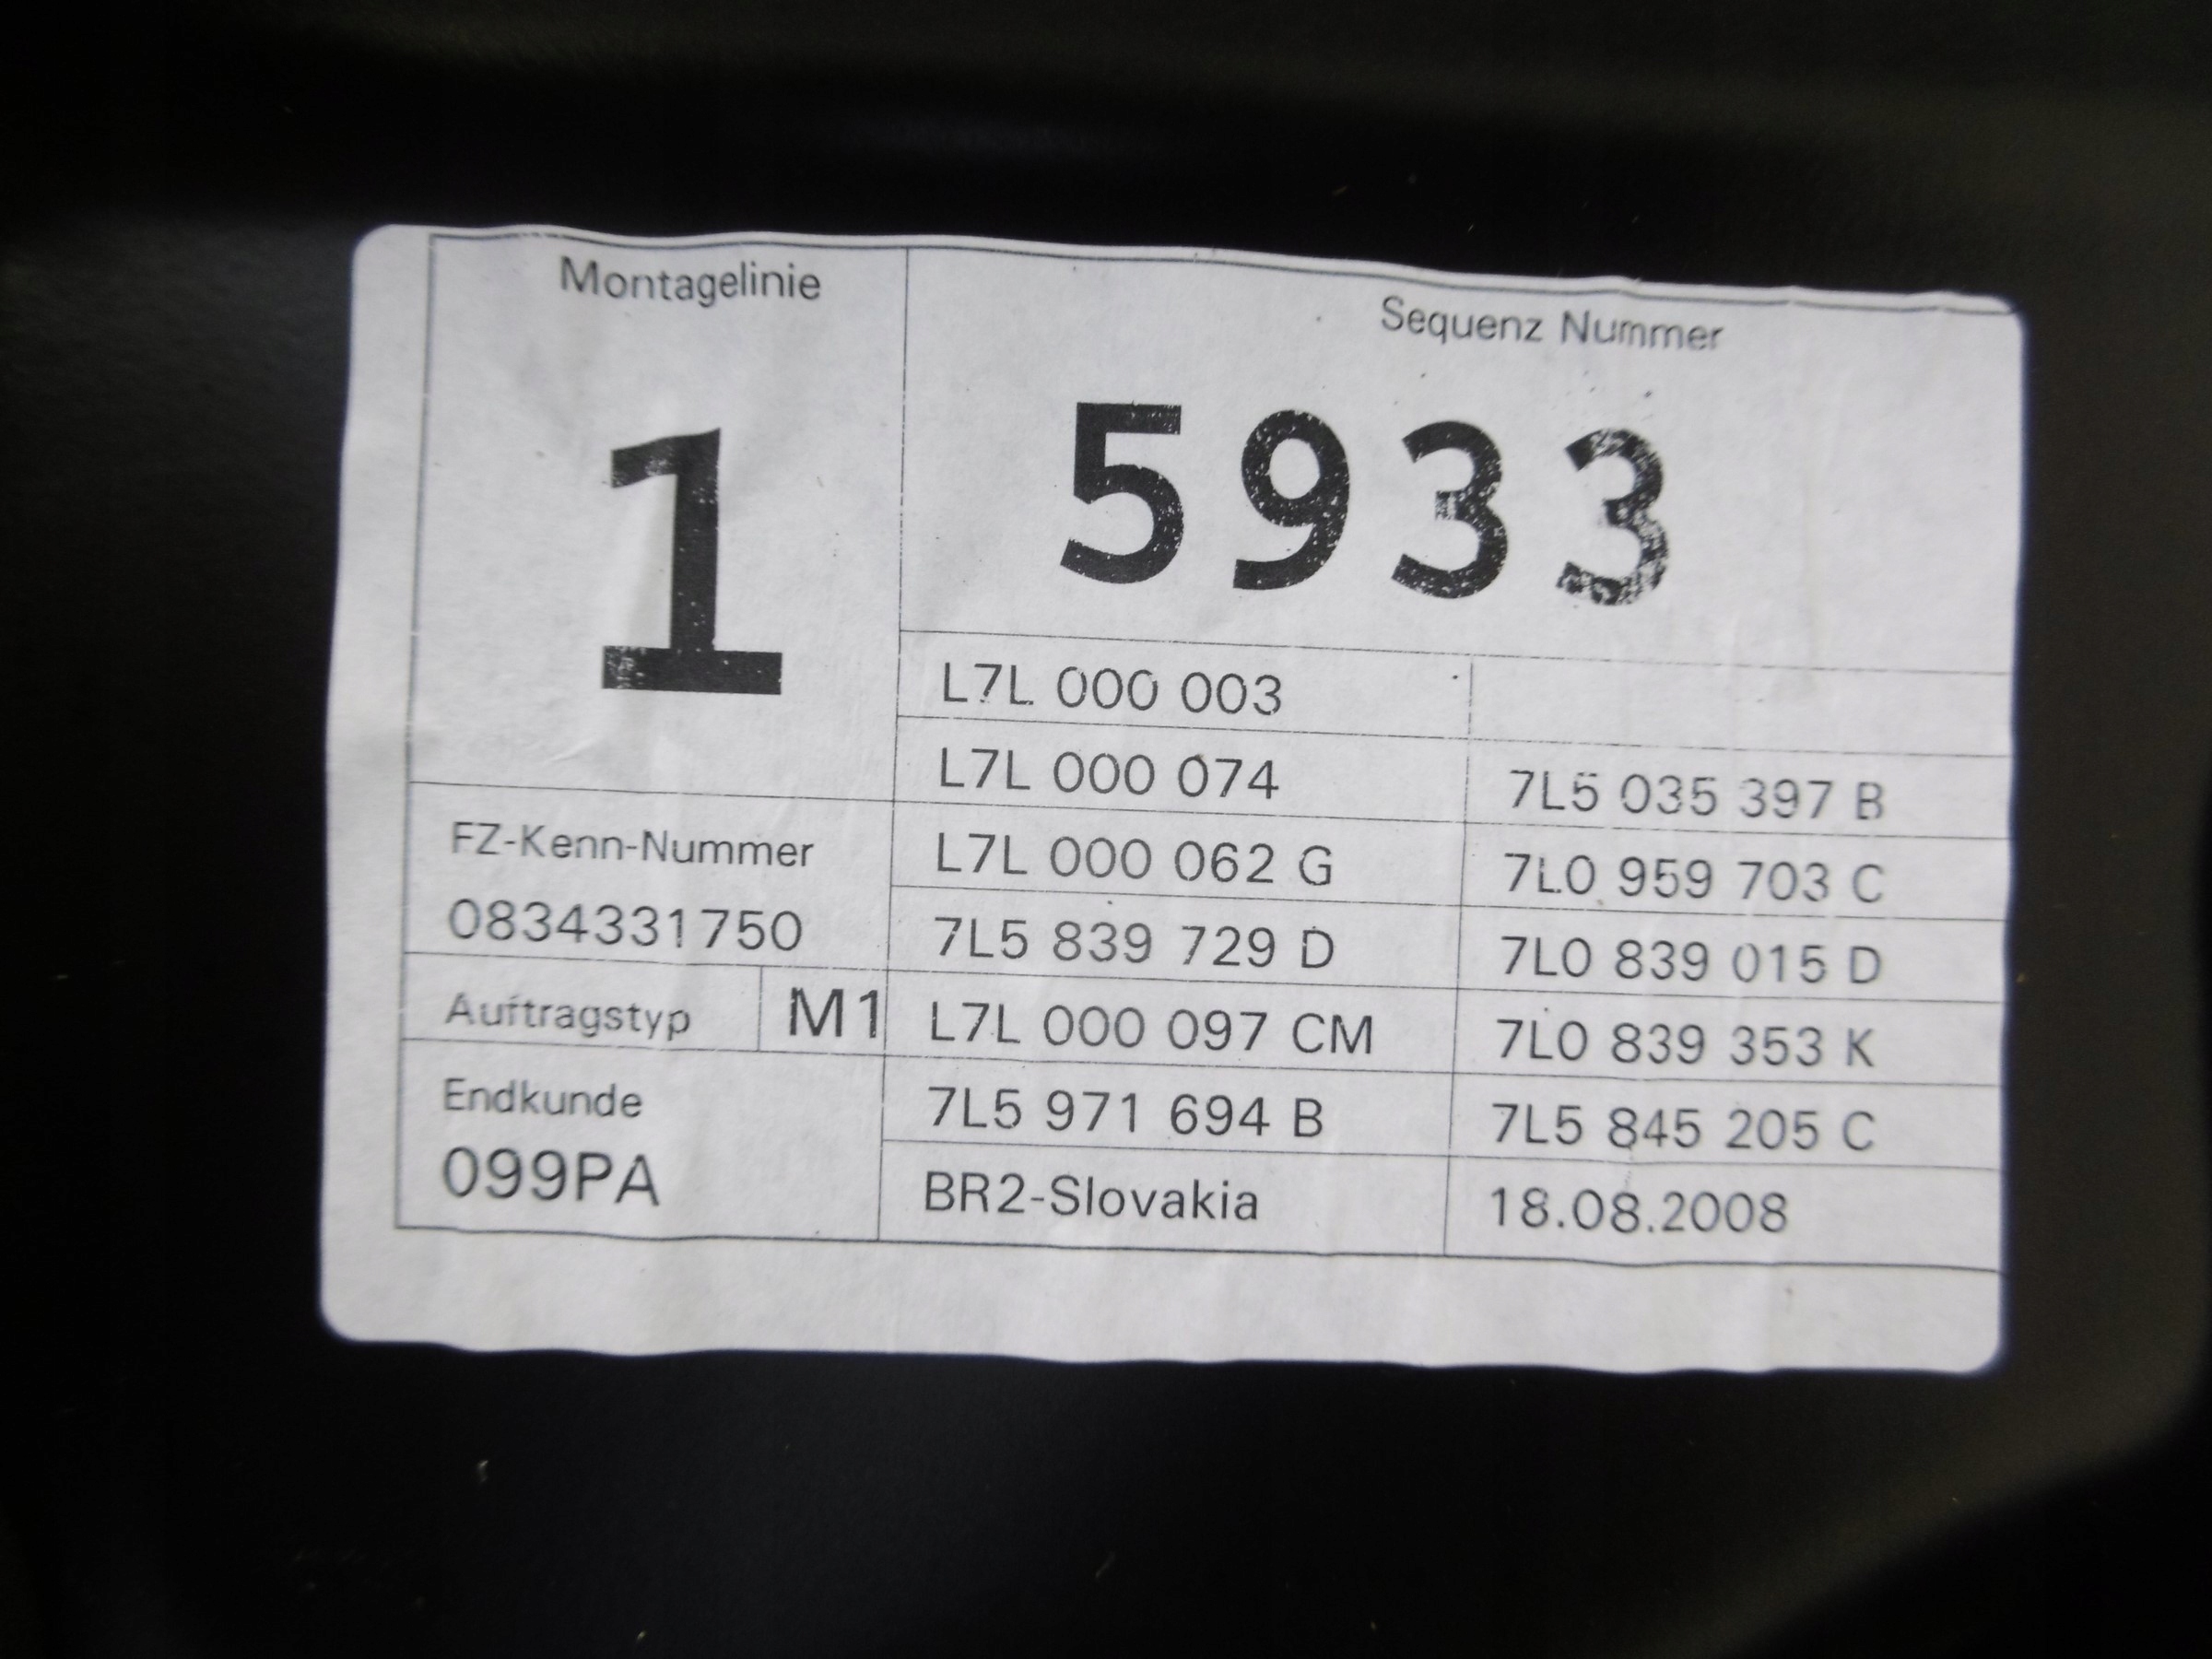 Montagelinie
1
Sequenz Nummer
5933
L7L 000 003
L7L 000 074 7L5 035 397 B
FZ-Kenn-Nummer
0834331750
L7L 000 062 G 7L0 959 703 C
7L5 839 729 D 7L0 839 015 D
Auftragstyp M1
L7L 000 097 CM 7L0 839 353 K
Endkunde
099PA
7L5 971 694 B 7L5 845 205 C
BR2-Slovakia 18.08.2008